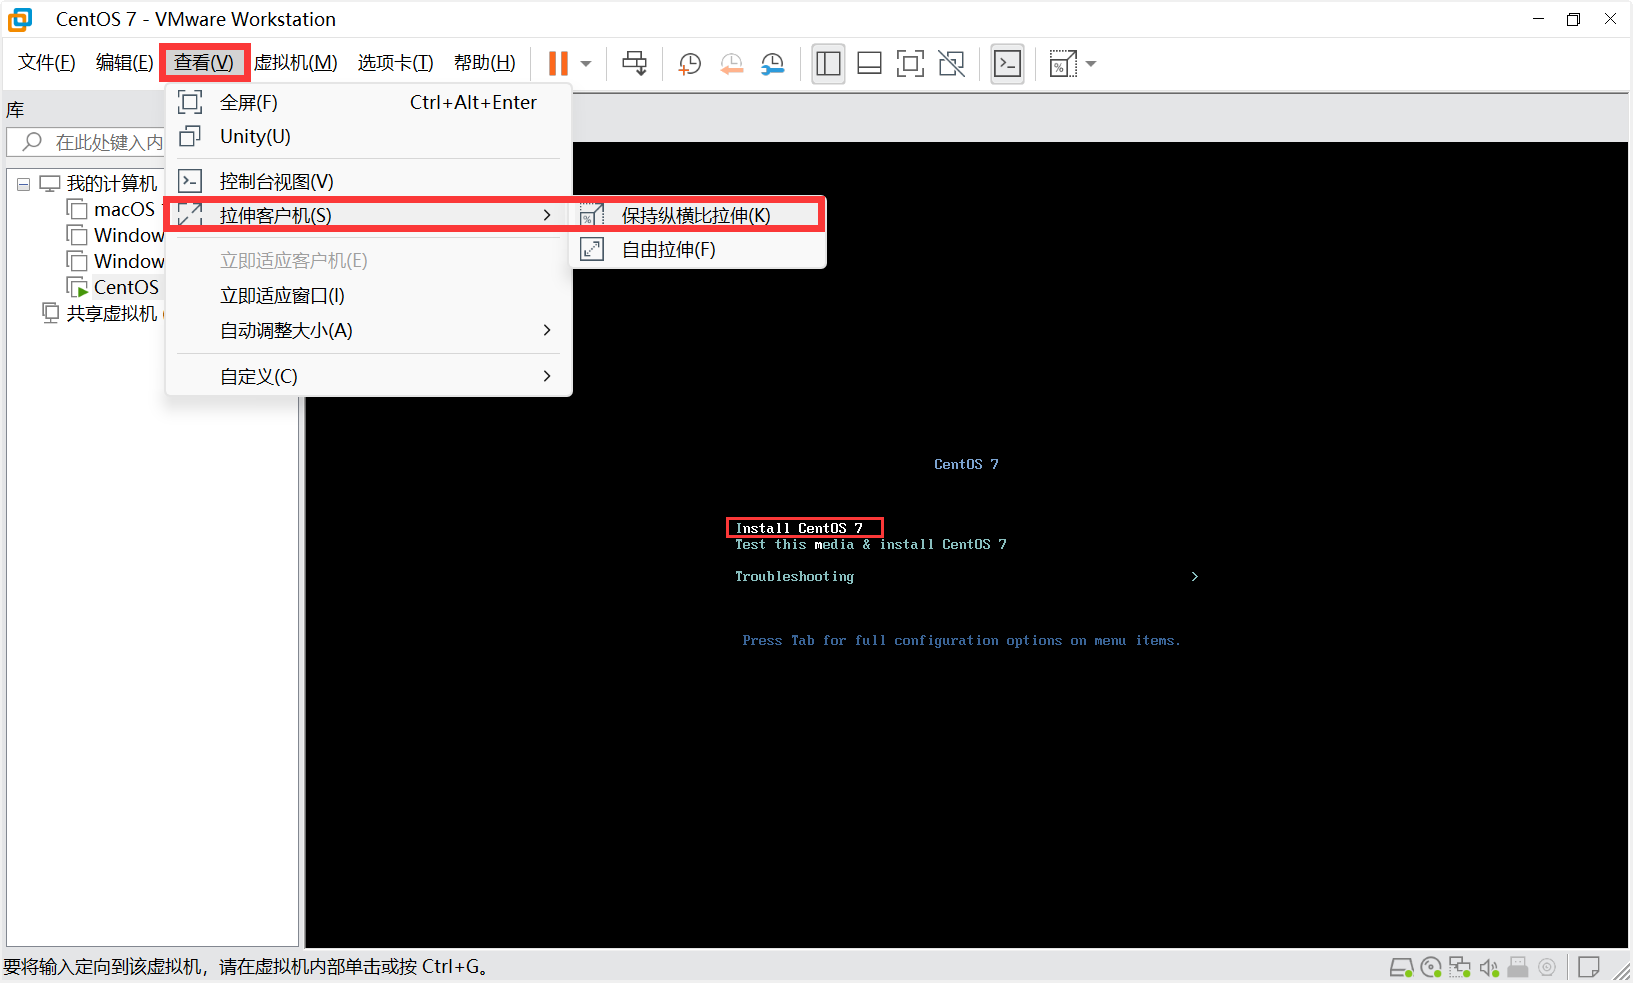 CentOS 7 - VMware Workstation
文件(F) 编辑(E) 查看(V) 虚拟机(M) 选项卡(T) 帮助(H)
库
在此处键入内
我的计算机
macOS
Window
Window
CentOS
共享虚拟机
全屏(F) Ctrl+Alt+Enter
Unity(U)
控制台视图(V)
拉伸客户机(S)
保持纵横比拉伸(K)
自由拉伸(F)
立即适应客户机(E)
立即适应窗口(I)
自动调整大小(A)
自定义(C)
CentOS 7
Install CentOS 7
Test this media & install CentOS 7
Troubleshooting >
Press Tab for full configuration options on menu items.
要将输入定向到该虚拟机，请在虚拟机内部单击或按 Ctrl+G。